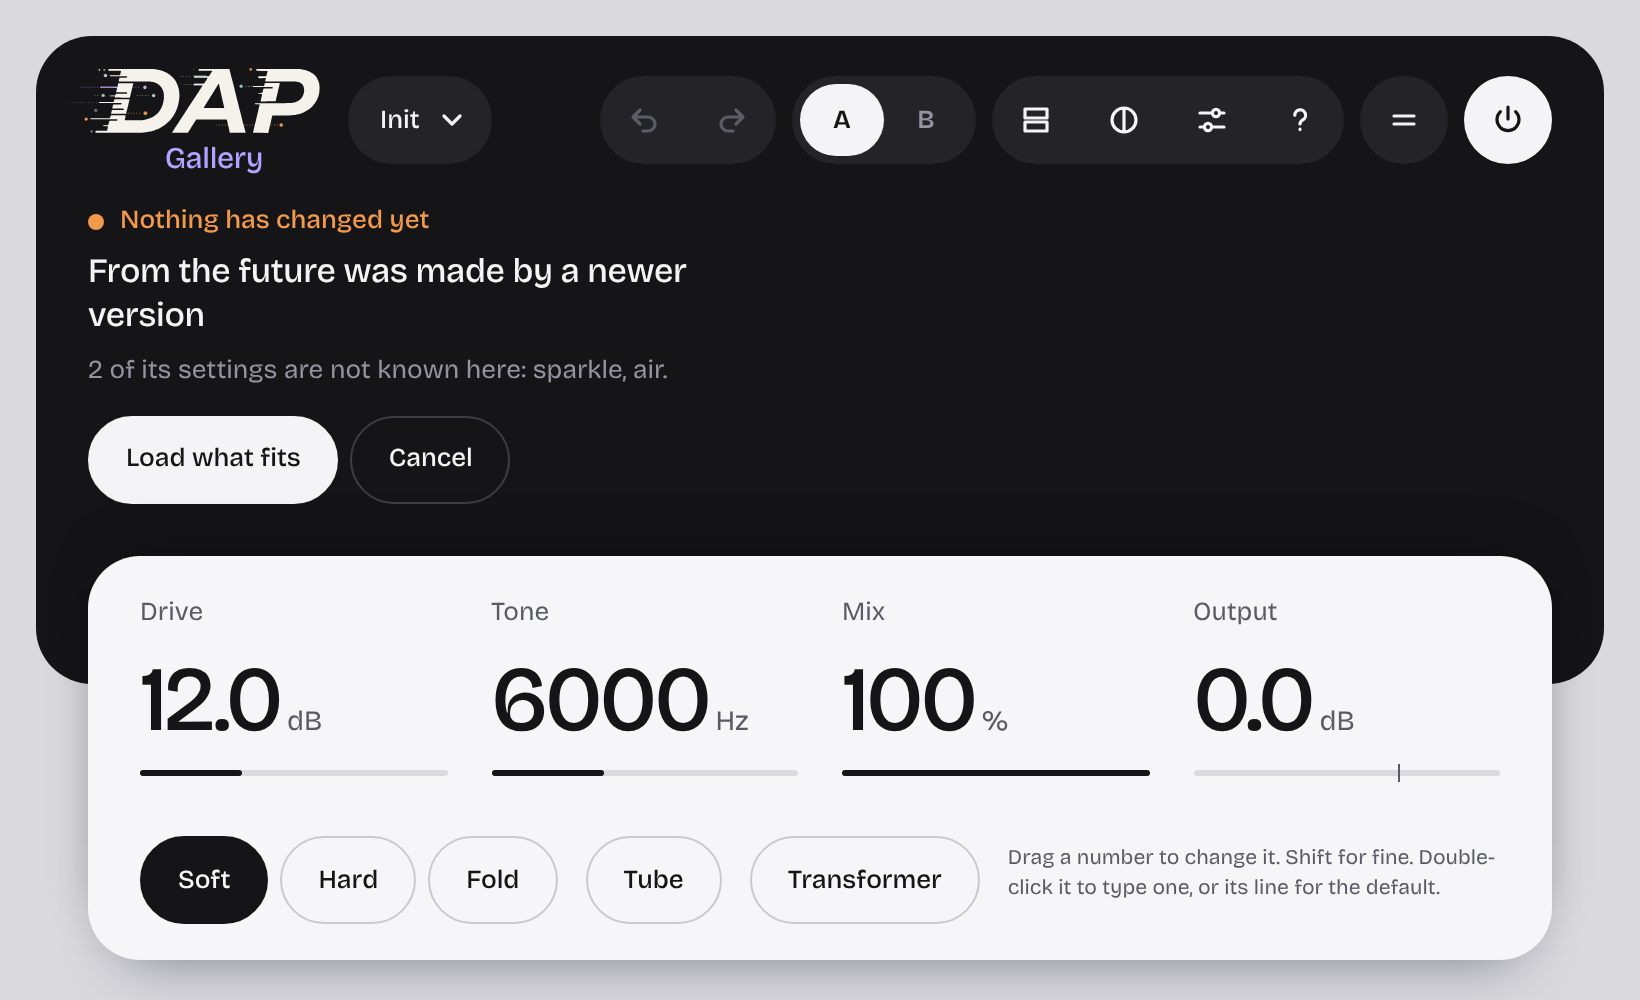 DAP
Gallery
Init
A
B
?
Nothing has changed yet
From the future was made by a newer
version
2 of its settings are not known here: sparkle, air.
Load what fits
Cancel
Drive
Tone
Mix
Output
12.0 dB
6000 Hz
100 %
0.0 dB
Soft
Hard
Fold
Tube
Transformer
Drag a number to change it. Shift for fine. Double-
click it to type one, or its line for the default.